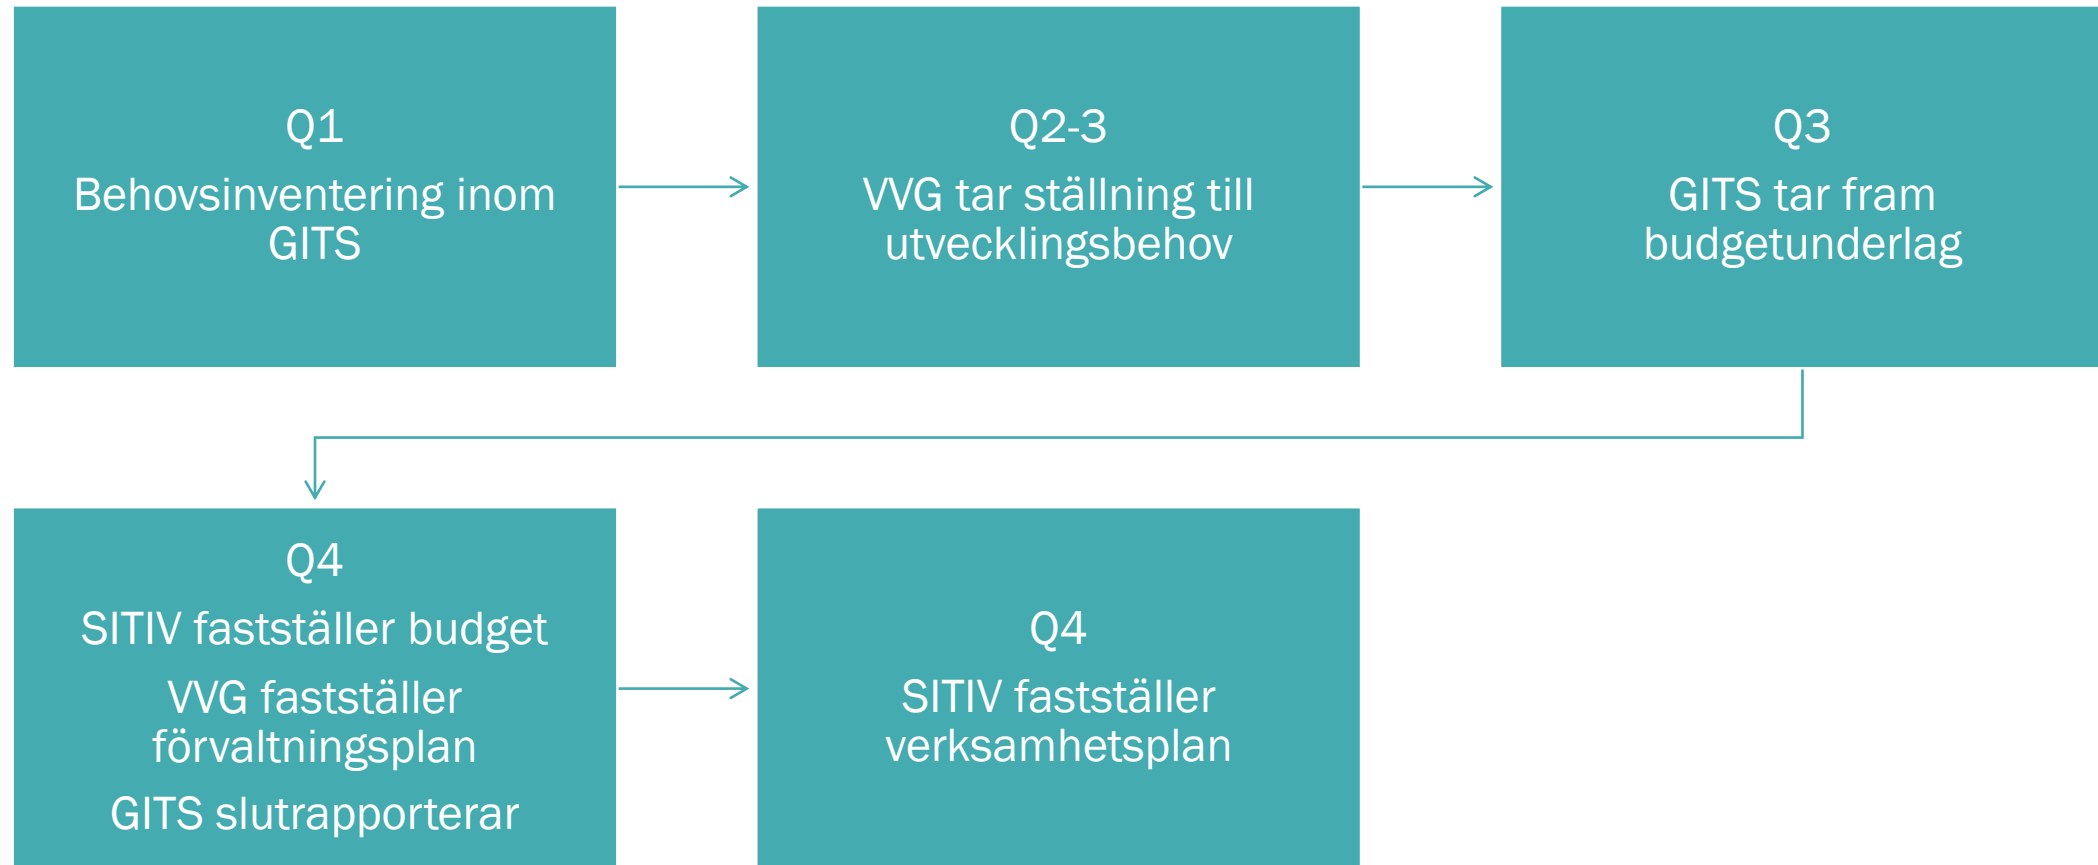 Q1
Behovsinventering inom
GITS
Q2-3
VVG tar ställning till
utvecklingsbehov
Q3
GITS tar fram
budgetunderlag
Q4
SITIV fastställer budget
VVG fastställer
förvaltningsplan
GITS slutrapporterar
Q4
SITIV fastställer
verksamhetsplan